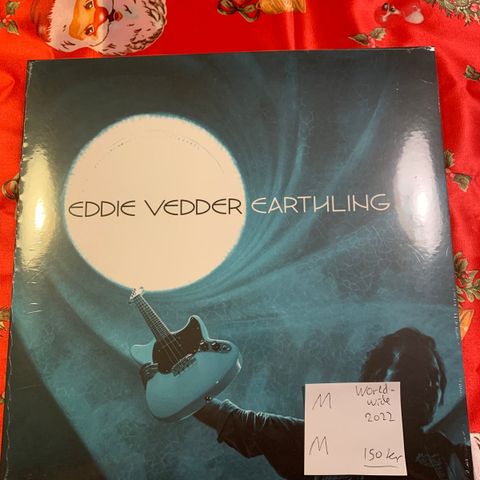 EDDIE VEDDER EARTHLING
M World-
wide
2022
M 150 kr